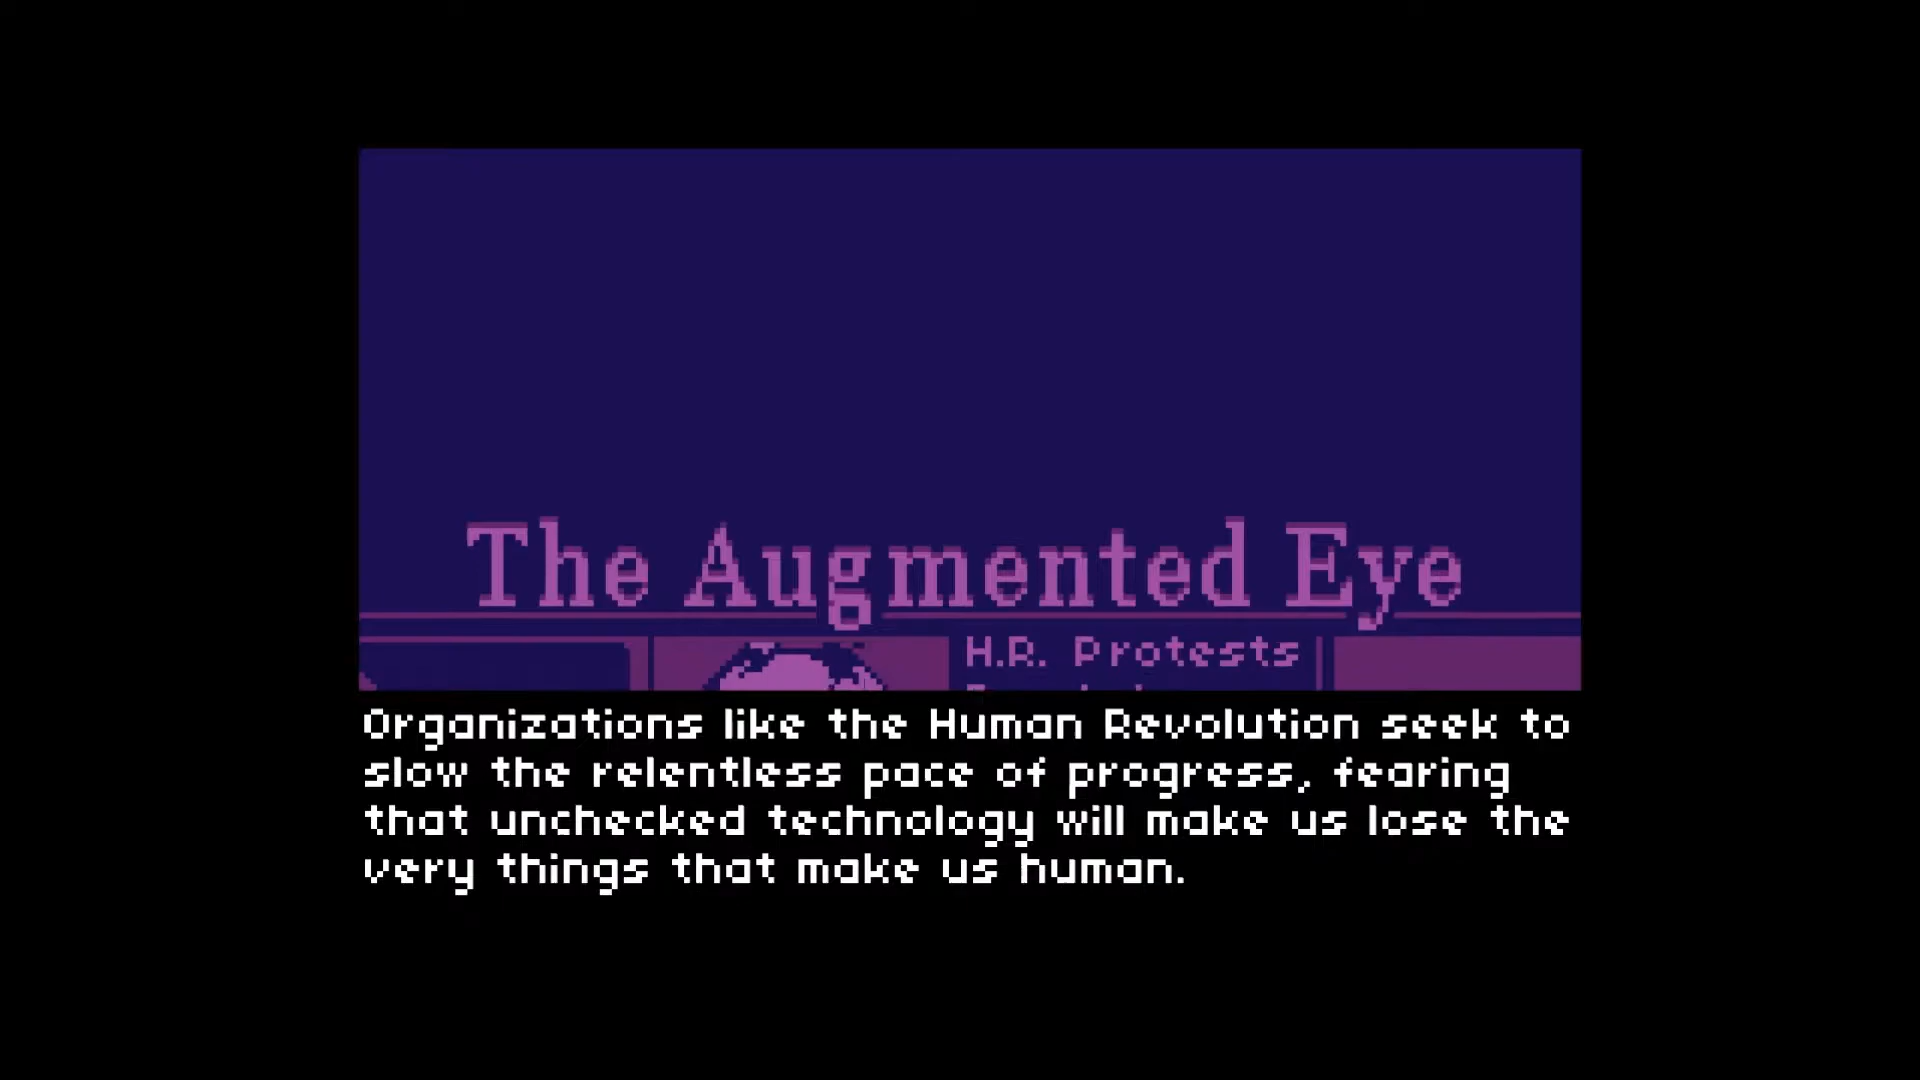 The Augmented Eye
H.R. Protests
Organizations like the Human Revolution seek to
slow the relentless pace of progress, fearing
that unchecked technology will make us lose the
very things that make us human.